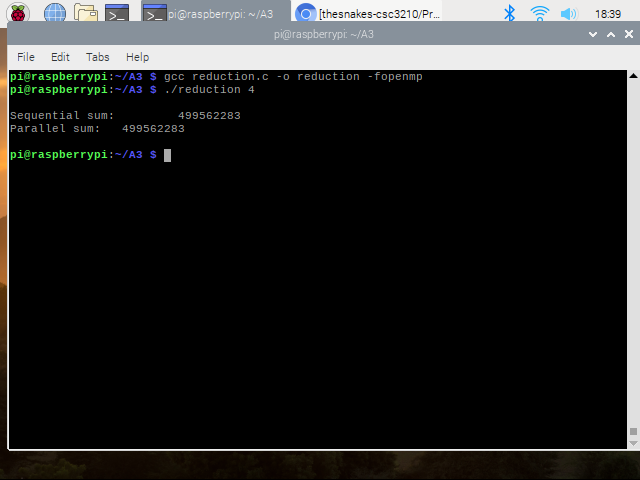 pi@raspberrypi: ~/A3
[thesnakes-csc3210/Pr...
18:39
pi@raspberrypi: ~/A3
File Edit Tabs Help
pi@raspberrypi:~/A3 $ gcc reduction.c -o reduction -fopenmp
pi@raspberrypi:~/A3 $ ./reduction 4
Sequential sum: 499562283
Parallel sum: 499562283
pi@raspberrypi:~/A3 $